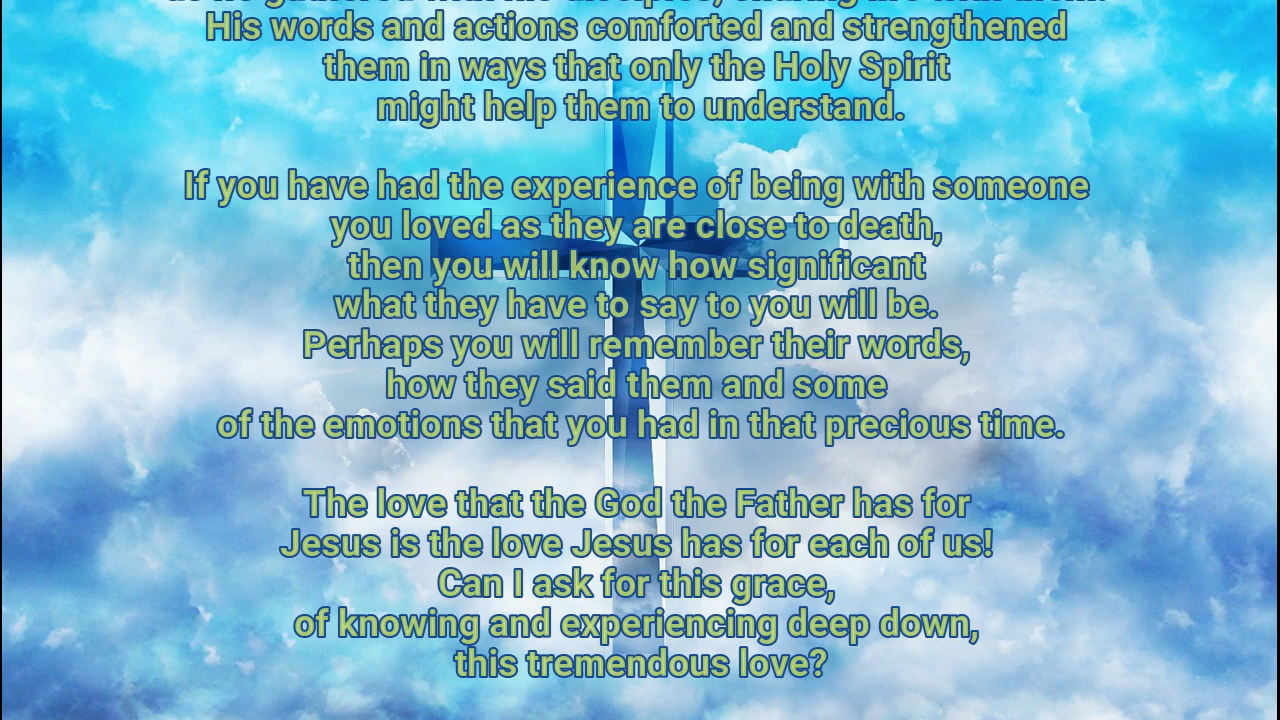 His words and actions comforted and strengthened
them in ways that only the Holy Spirit
might help them to understand.
If you have had the experience of being with someone
you loved as they are close to death,
then you will know how significant
what they have to say to you will be.
Perhaps you will remember their words,
how they said them and some
of the emotions that you had in that precious time.
The love that the God the Father has for
Jesus is the love Jesus has for each of us!
Can I ask for this grace,
of knowing and experiencing deep down,
this tremendous love?